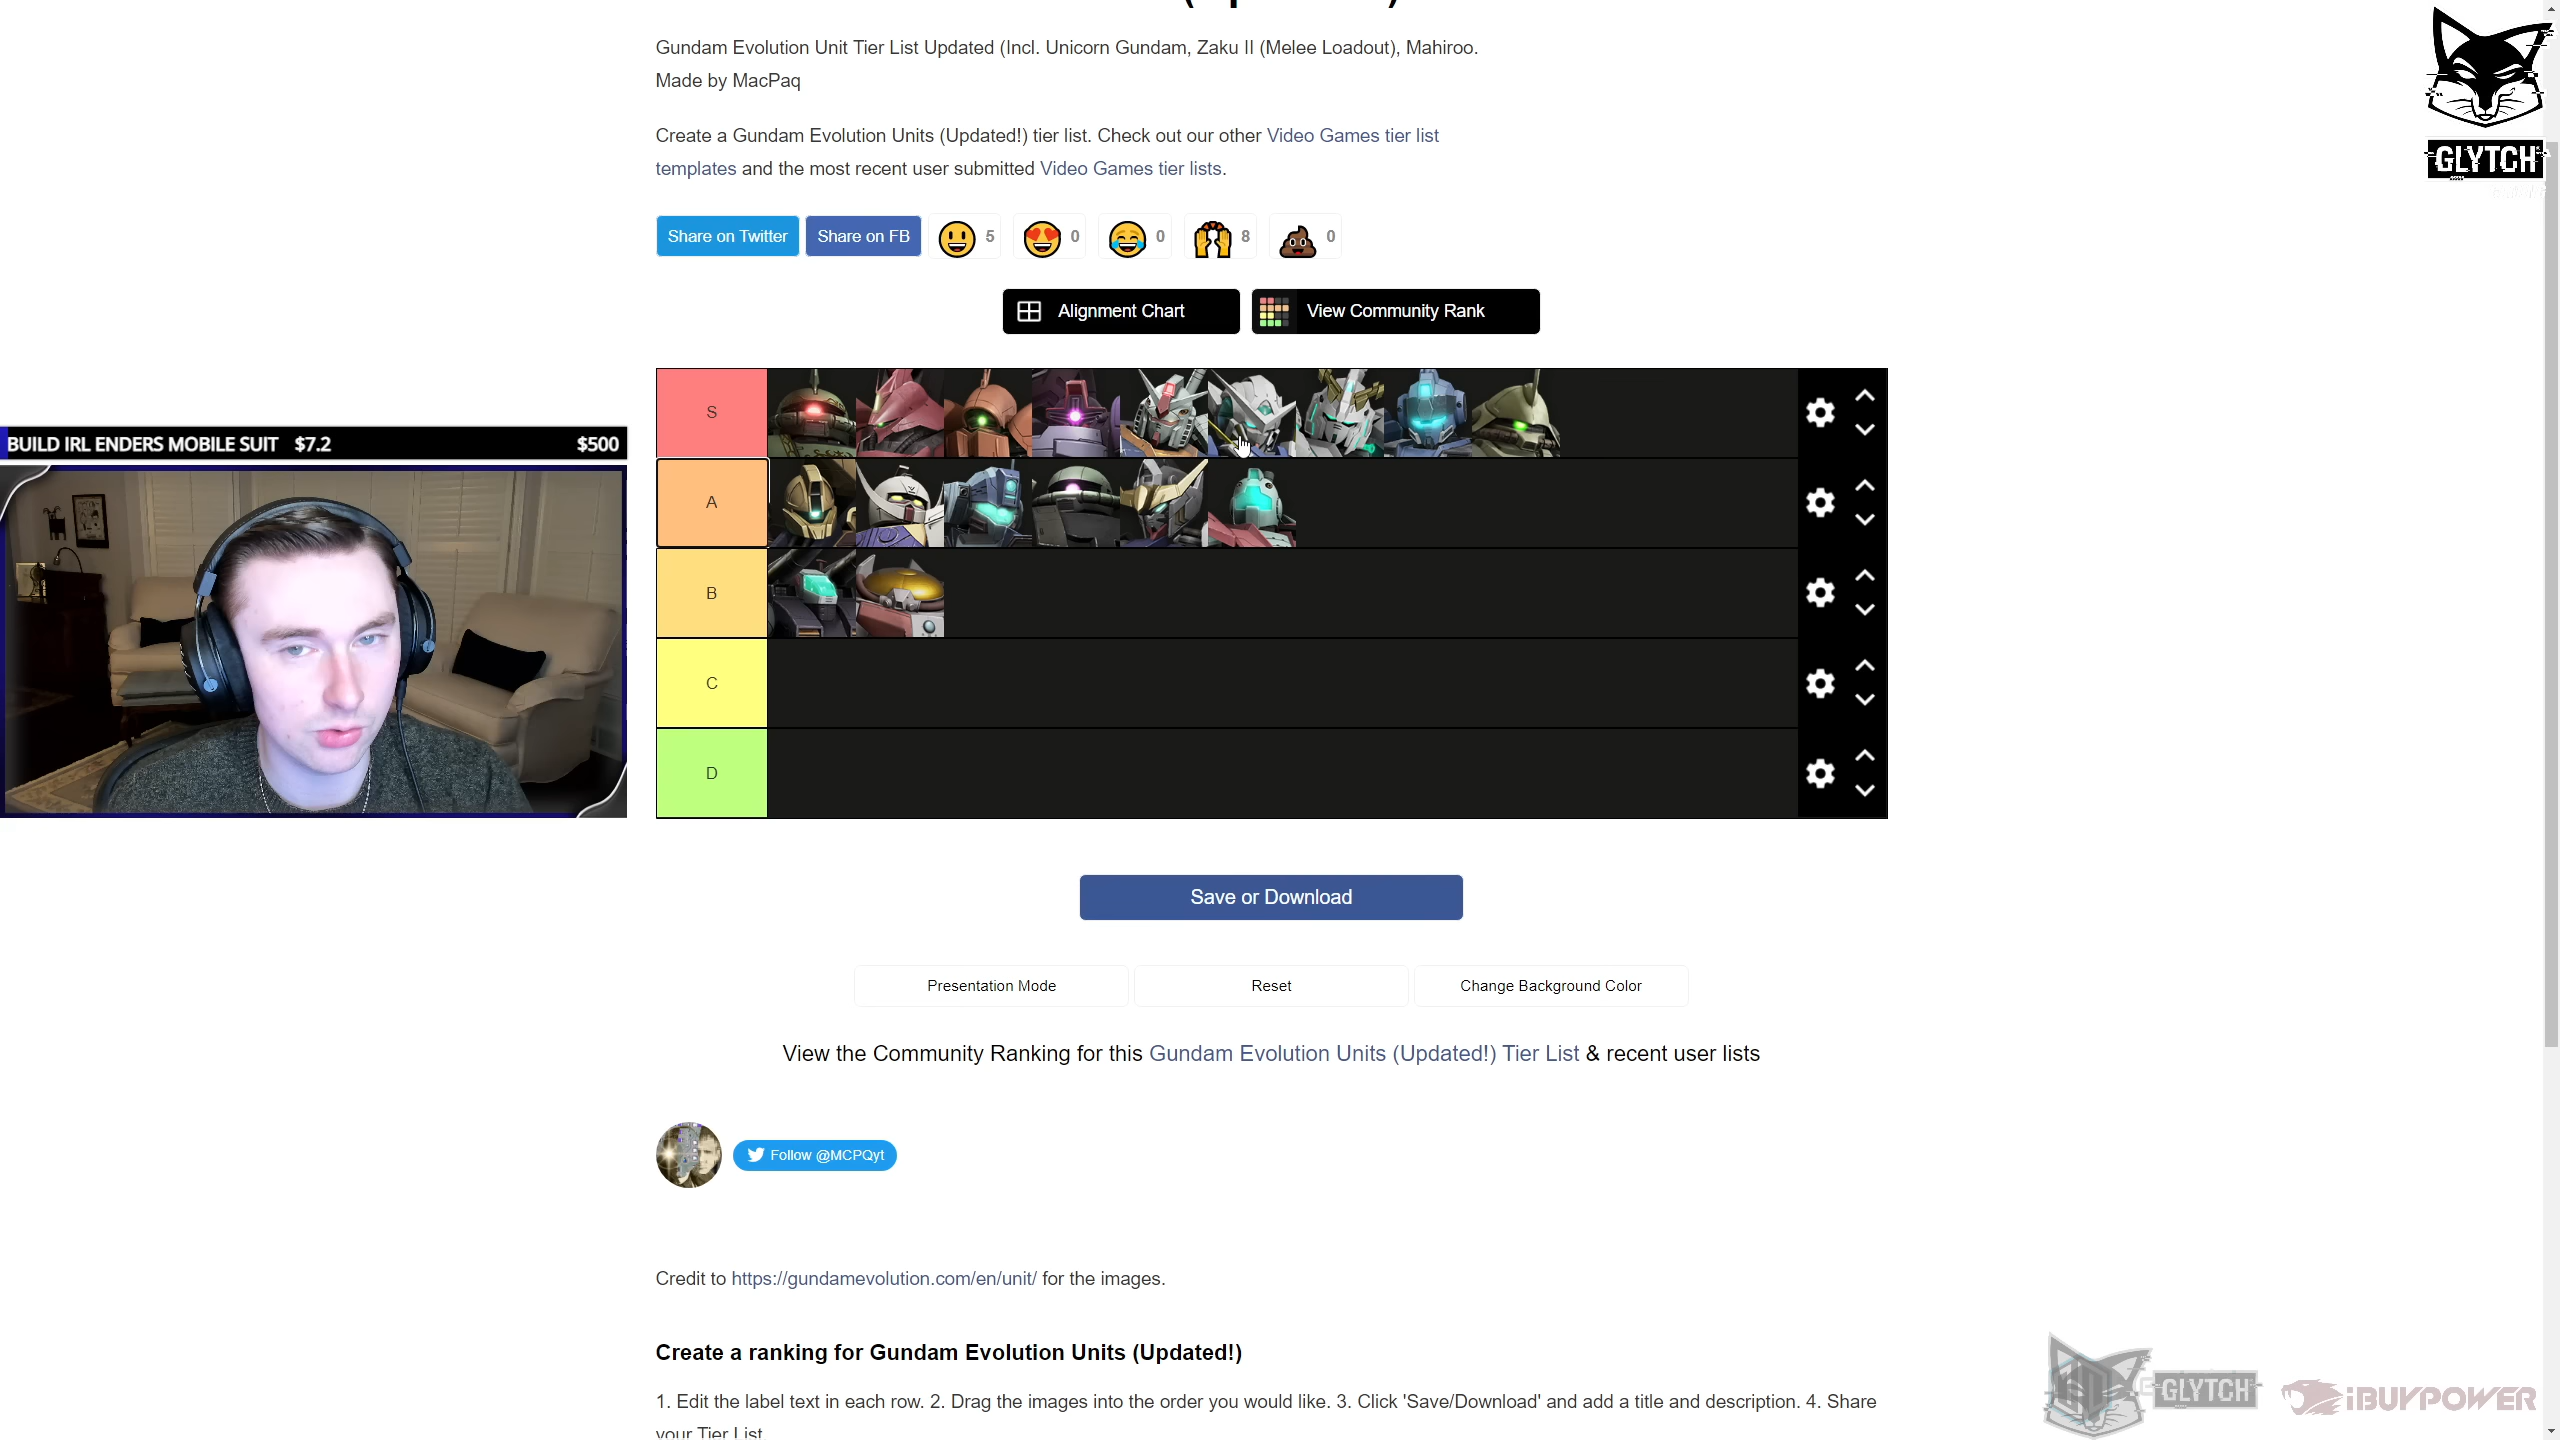 Gundam Evolution Unit Tier List Updated (Incl. Unicorn Gundam, Zaku II (Melee Loadout), Mahiroo.
Made by MacPaq
Create a Gundam Evolution Units (Updated!) tier list. Check out our other Video Games tier list
templates and the most recent user submitted Video Games tier lists.
GLYTCH
Share on Twitter
Share on FB
5
0
0
8
0
Alignment Chart
View Community Rank
BUILD IRL ENDERS MOBILE SUIT $7.2 $500
S
A
B
C
D
Save or Download
Presentation Mode
Reset
Change Background Color
View the Community Ranking for this Gundam Evolution Units (Updated!) Tier List & recent user lists
Follow @MCPQyt
Credit to https://gundamevolution.com/en/unit/ for the images.
Create a ranking for Gundam Evolution Units (Updated!)
1. Edit the label text in each row. 2. Drag the images into the order you would like. 3. Click 'Save/Download' and add a title and description. 4. Share
your Tier List.
GLYTCH
iBUYPOWER